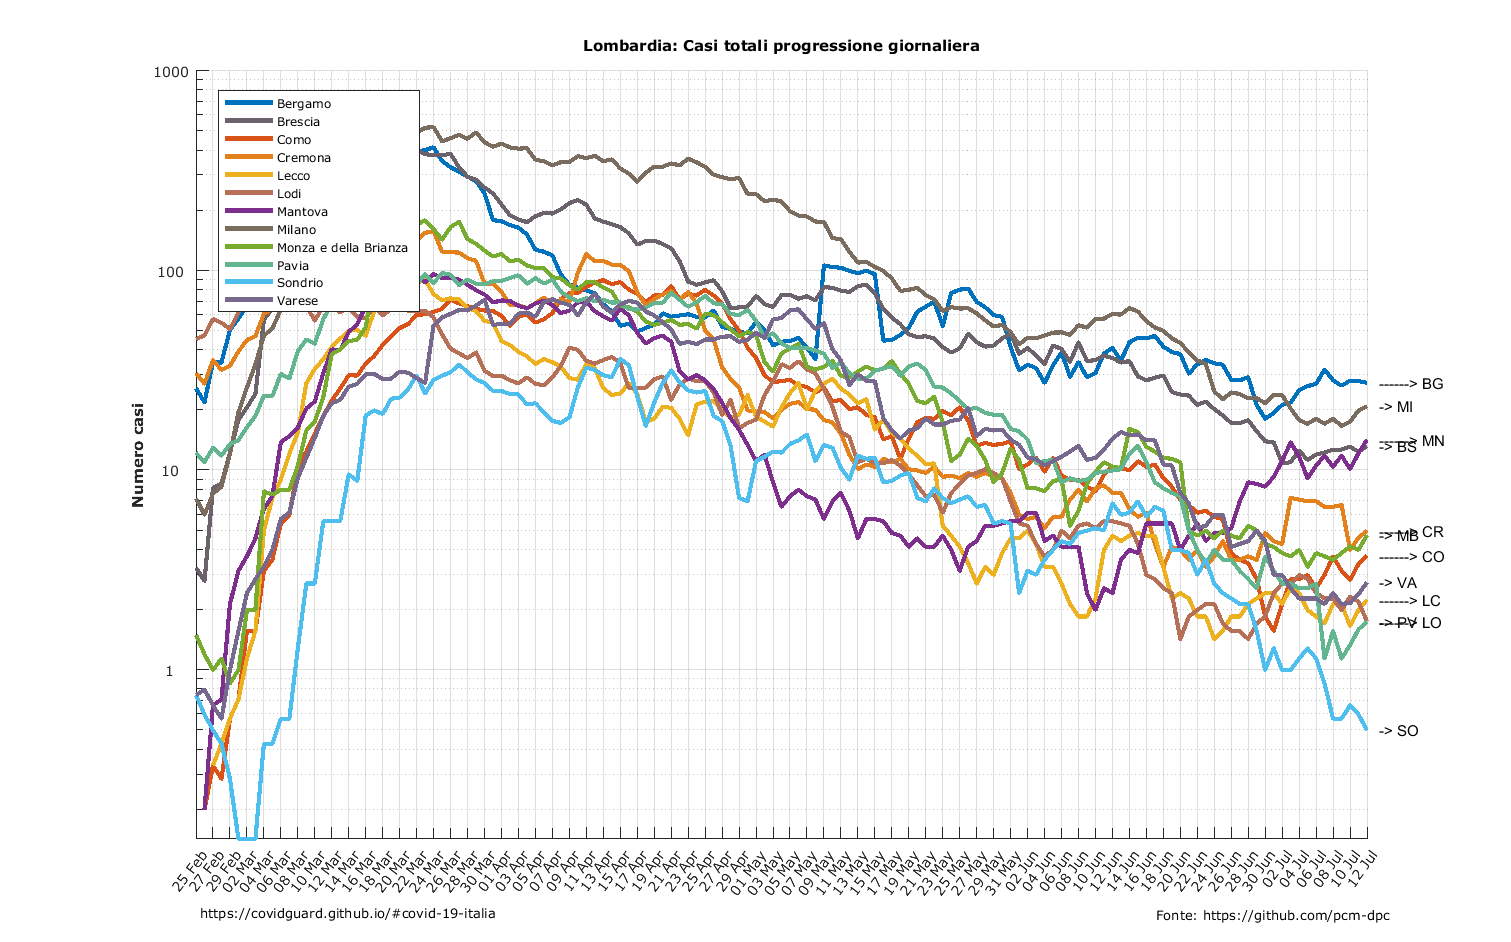 Lombardia: Casi totali progressione giornaliera
Numero casi
1000
100
10
1
Bergamo
Brescia
Como
Cremona
Lecco
Lodi
Mantova
Milano
Monza e della Brianza
Pavia
Sondrio
Varese
------> BG
-> MI
------> MN
-> BS
------> CR
-> MB
------> CO
-> VA
------> LC
-> PV
------> LO
-> SO
25 Feb
27 Feb
29 Feb
02 Mar
04 Mar
06 Mar
08 Mar
10 Mar
12 Mar
14 Mar
16 Mar
18 Mar
20 Mar
22 Mar
24 Mar
26 Mar
28 Mar
30 Mar
01 Apr
03 Apr
05 Apr
07 Apr
09 Apr
11 Apr
13 Apr
15 Apr
17 Apr
19 Apr
21 Apr
23 Apr
25 Apr
27 Apr
29 Apr
01 May
03 May
05 May
07 May
09 May
11 May
13 May
15 May
17 May
19 May
21 May
23 May
25 May
27 May
29 May
31 May
02 Jun
04 Jun
06 Jun
08 Jun
10 Jun
12 Jun
14 Jun
16 Jun
18 Jun
20 Jun
22 Jun
24 Jun
26 Jun
28 Jun
30 Jun
02 Jul
04 Jul
06 Jul
08 Jul
10 Jul
12 Jul
https://covidguard.github.io/#covid-19-italia
Fonte: https://github.com/pcm-dpc